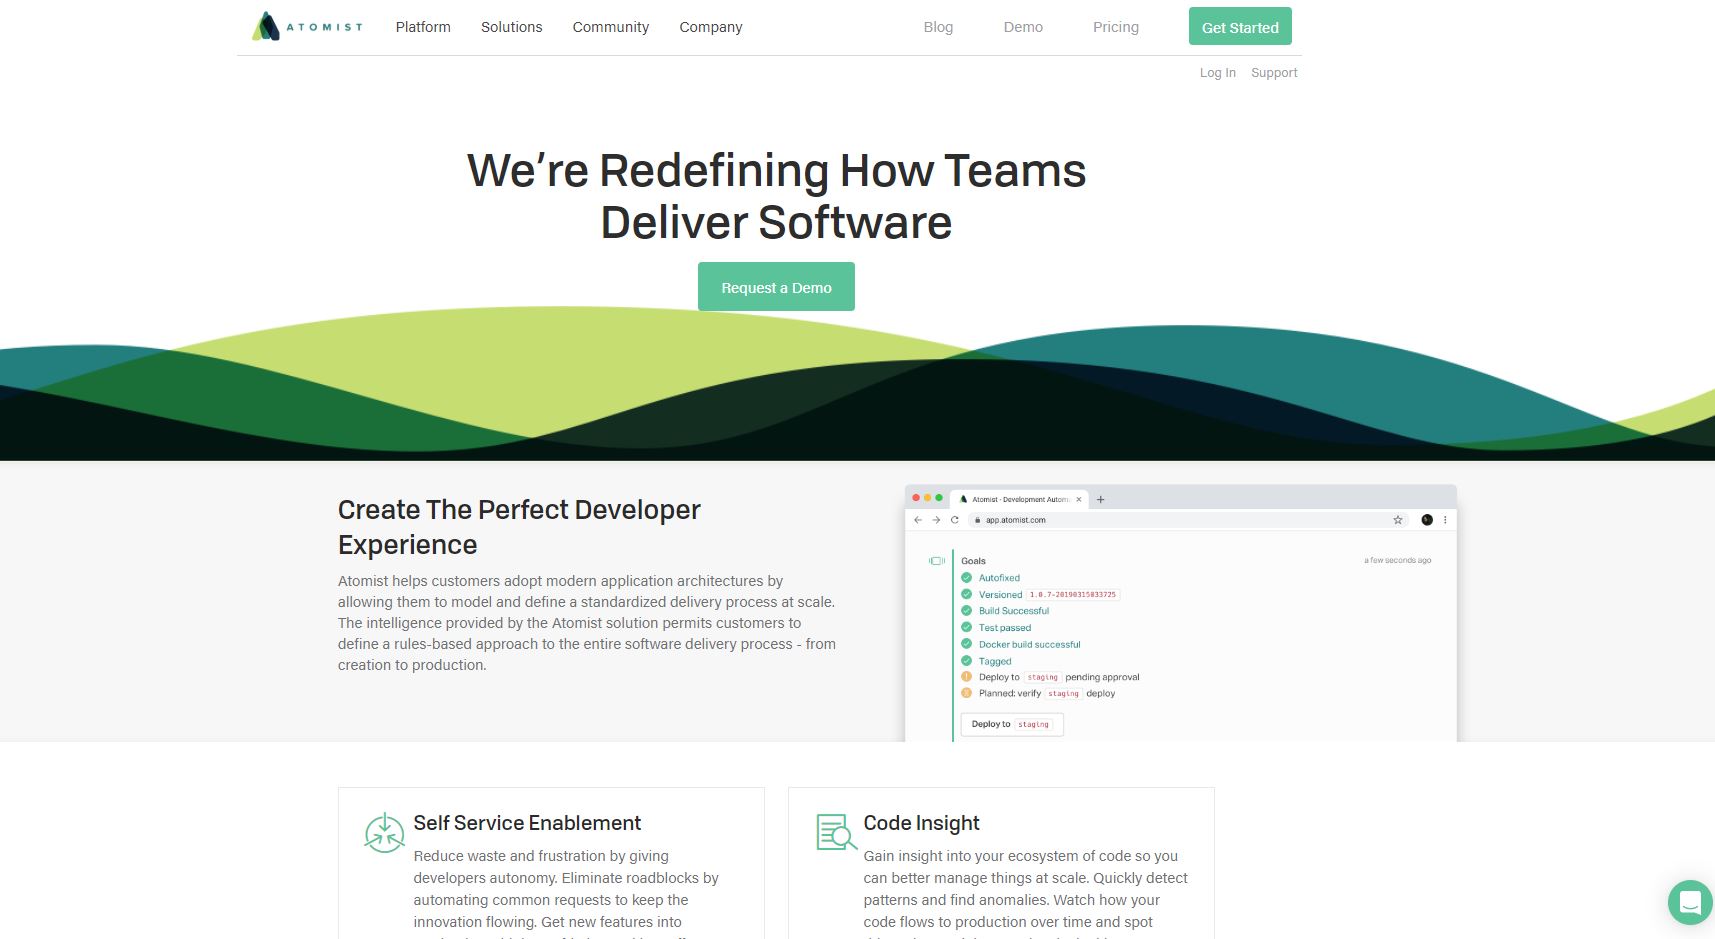 ATOMIST
Platform
Solutions
Community
Company
Blog
Demo
Pricing
Get Started
Log In
Support
We’re Redefining How Teams
Deliver Software
Request a Demo
Create The Perfect Developer
Experience
Atomist helps customers adopt modern application architectures by
allowing them to model and define a standardized delivery process at scale.
The intelligence provided by the Atomist solution permits customers to
define a rules-based approach to the entire software delivery process - from
creation to production.
Atomist - Development Autom
app.atomist.com
Goals
a few seconds ago
Autofixed
Versioned 1.0.7-20190315033725
Build Successful
Test passed
Docker build successful
Tagged
Deploy to staging pending approval
Planned: verify staging deploy
Deploy to staging
Self Service Enablement
Reduce waste and frustration by giving
developers autonomy. Eliminate roadblocks by
automating common requests to keep the
innovation flowing. Get new features into
Code Insight
Gain insight into your ecosystem of code so you
can better manage things at scale. Quickly detect
patterns and find anomalies. Watch how your
code flows to production over time and spot